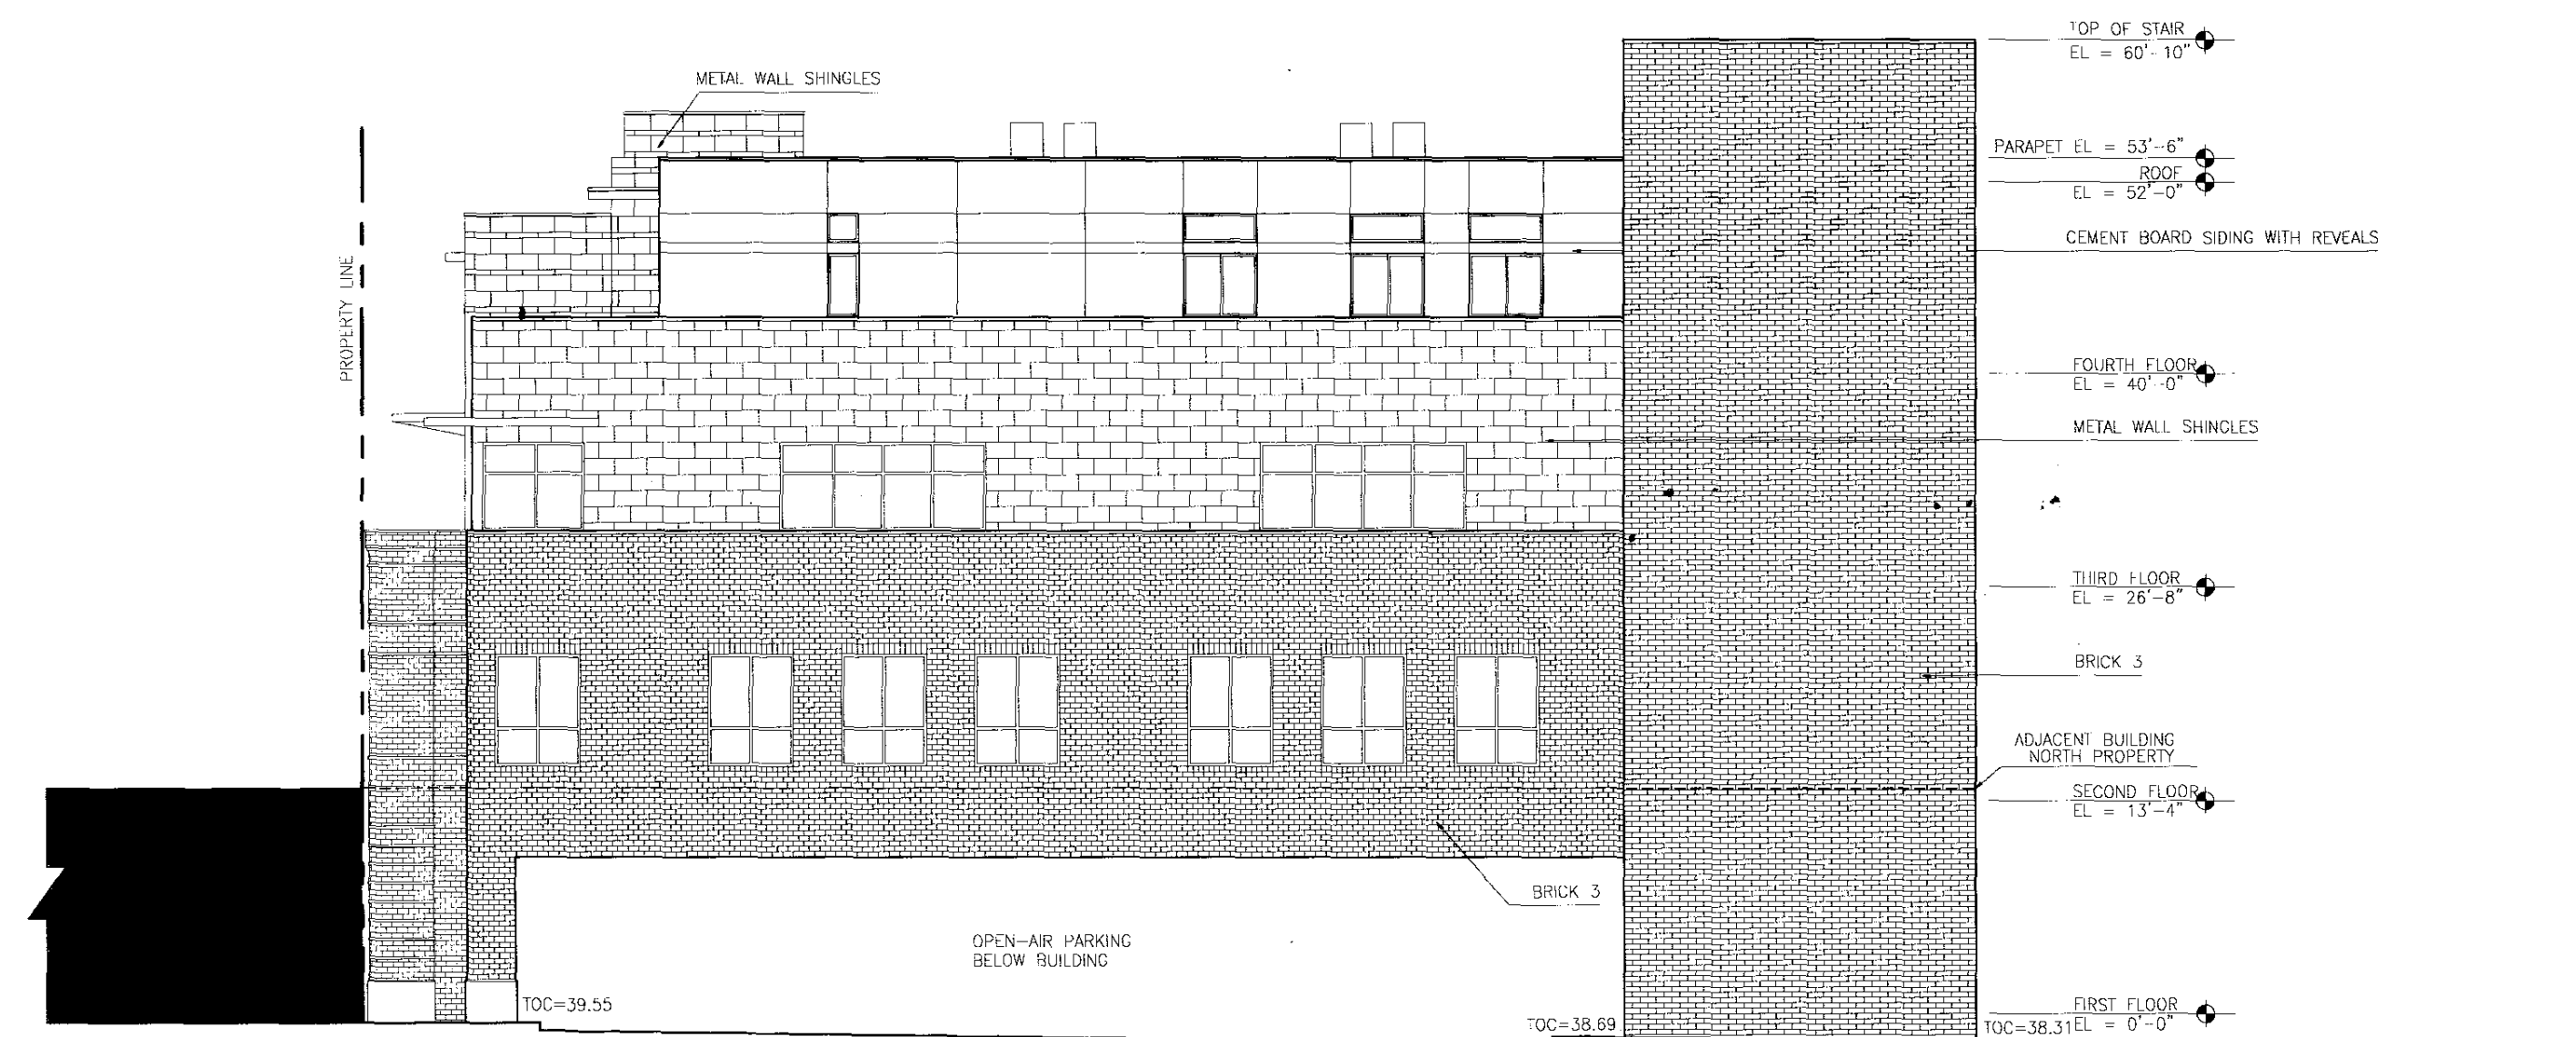 TOP OF STAIR
EL = 60'-10"
METAL WALL SHINGLES
PARAPET EL = 53'-6"
ROOF
EL = 52'-0"
CEMENT BOARD SIDING WITH REVEALS
PROPERTY LINE
FOURTH FLOOR
EL = 40'-0"
METAL WALL SHINGLES
THIRD FLOOR
EL = 26'-8"
BRICK 3
ADJACENT BUILDING
NORTH PROPERTY
SECOND FLOOR
EL = 13'-4"
BRICK 3
OPEN-AIR PARKING
BELOW BUILDING
TOC=39.55
FIRST FLOOR
TOC=38.69
TOC=38.31
EL = 0'-0"